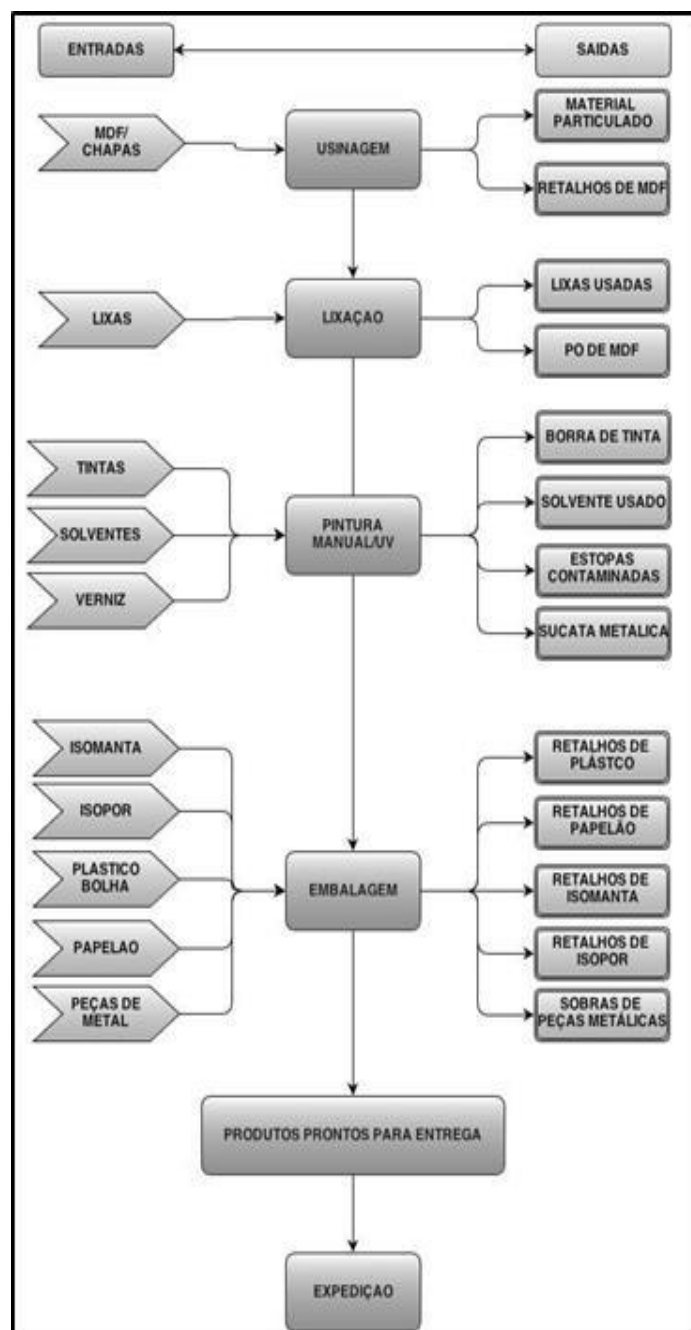 ENTRADAS
SAIDAS
MDF/
CHAPAS
USINAGEM
MATERIAL
PARTICULADO
RETALHOS DE MDF
LIXAS
LIXAÇAO
LIXAS USADAS
PO DE MDF
TINTAS
SOLVENTES
VERNIZ
PINTURA
MANUAL/UV
BORRA DE TINTA
SOLVENTE USADO
ESTOPAS
CONTAMINADAS
SUCATA METALICA
ISOMANTA
ISOPOR
PLASTICO
BOLHA
PAPELAO
PEÇAS DE
METAL
EMBALAGEM
RETALHOS DE
PLÁSTCO
RETALHOS DE
PAPELÃO
RETALHOS DE
ISOMANTA
RETALHOS DE
ISOPOR
SOBRAS DE
PEÇAS METÁLICAS
PRODUTOS PRONTOS PARA ENTREGA
EXPEDIÇAO